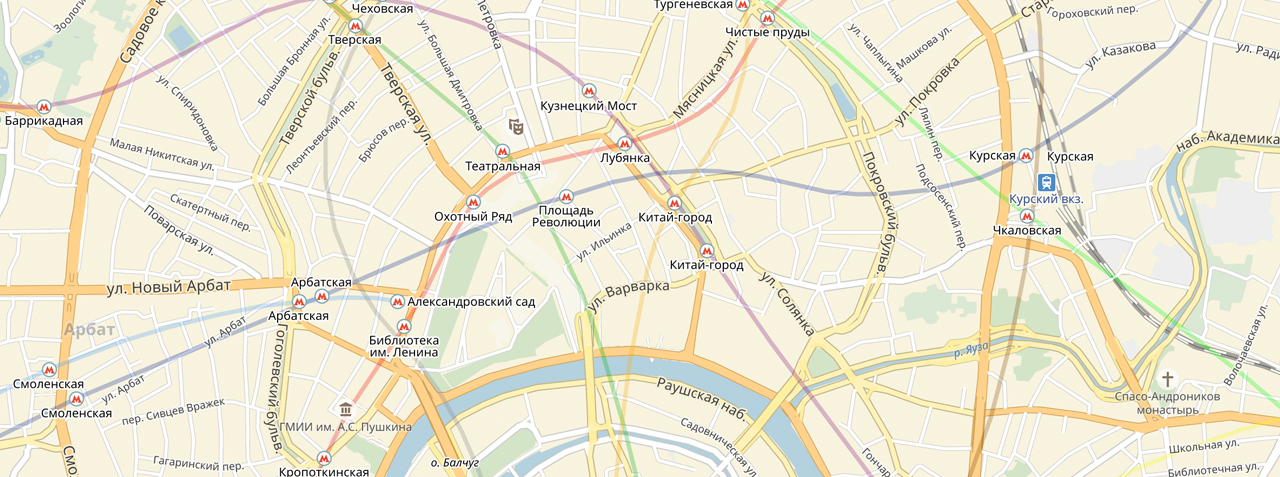 Чеховская
Тверская
Тургеневская
Чистые пруды
Гороховский пер.
ул. Казакова
ул. Чаплыгина
Машкова ул.
ул. Покровка
Садовое к
Большая Бронная ул.
Тверской бульв.
Тверская ул.
ул. Большая Дмитровка
Петровка
Кузнецкий Мост
Мясницкая ул.
Баррикадная
ул. Спиридоновка
Леонтьевский пер.
Брюсов пер.
Малая Никитская ул.
Театральная
Лубянка
Лялин пер.
Курская
Курская
Курский вкз.
наб. Академика
Покровский бульв.
Подсосенский пер.
Скатертный пер.
Поварская ул.
Охотный Ряд
Площадь
Революции
ул. Ильинка
Китай-город
Чкаловская
Китай-город
ул. Новый Арбат
Арбатская
Арбатская
Александровский сад
ул. Варварка
ул. Солянка
Арбат
ул. Арбат
Библиотека
им. Ленина
р. Яуза
Волочаевская ул.
Смоленская
Смоленская
ул. Арбат
пер. Сивцев Вражек
Гоголевский бульв.
ГМИИ им. А.С. Пушкина
Раушская наб.
Садовническая ул.
Спасо-Андроников
монастырь
Гагаринский пер.
Кропоткинская
о. Балчуг
Гончар
Школьная ул.
Библиотечная ул.